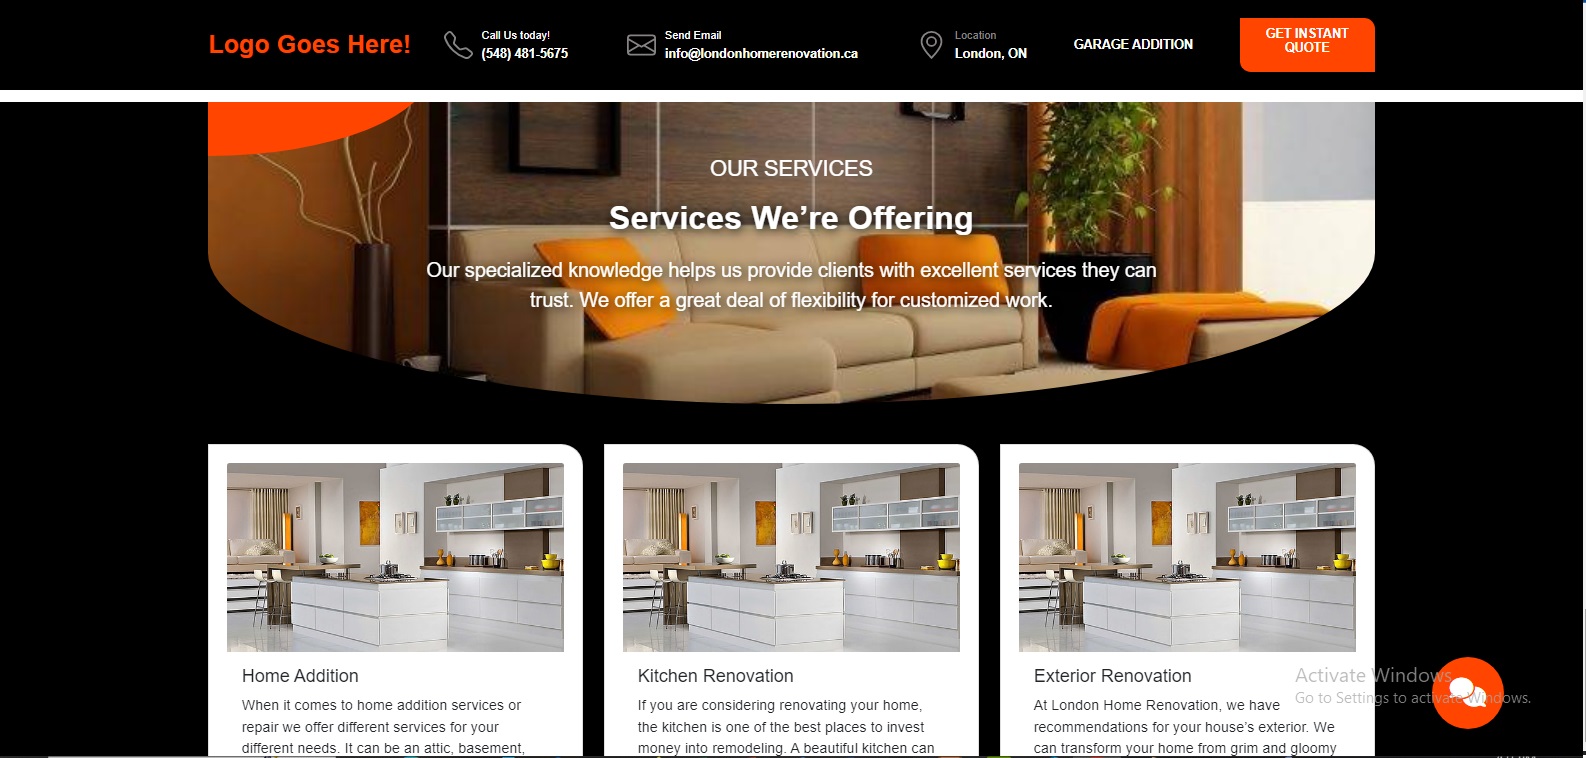 Logo Goes Here!
Call Us today!
(548) 481-5675
Send Email
info@londonhomerenovation.ca
Location
London, ON
GARAGE ADDITION
GET INSTANT
QUOTE
OUR SERVICES
Services We’re Offering
Our specialized knowledge helps us provide clients with excellent services they can
trust. We offer a great deal of flexibility for customized work.
Home Addition
When it comes to home addition services or
repair we offer different services for your
different needs. It can be an attic, basement,
Kitchen Renovation
If you are considering renovating your home,
the kitchen is one of the best places to invest
money into remodeling. A beautiful kitchen can
Exterior Renovation
At London Home Renovation, we have
recommendations for your house’s exterior. We
can transform your home from grim and gloomy
Activate Windows
Go to Settings to activate Windows.